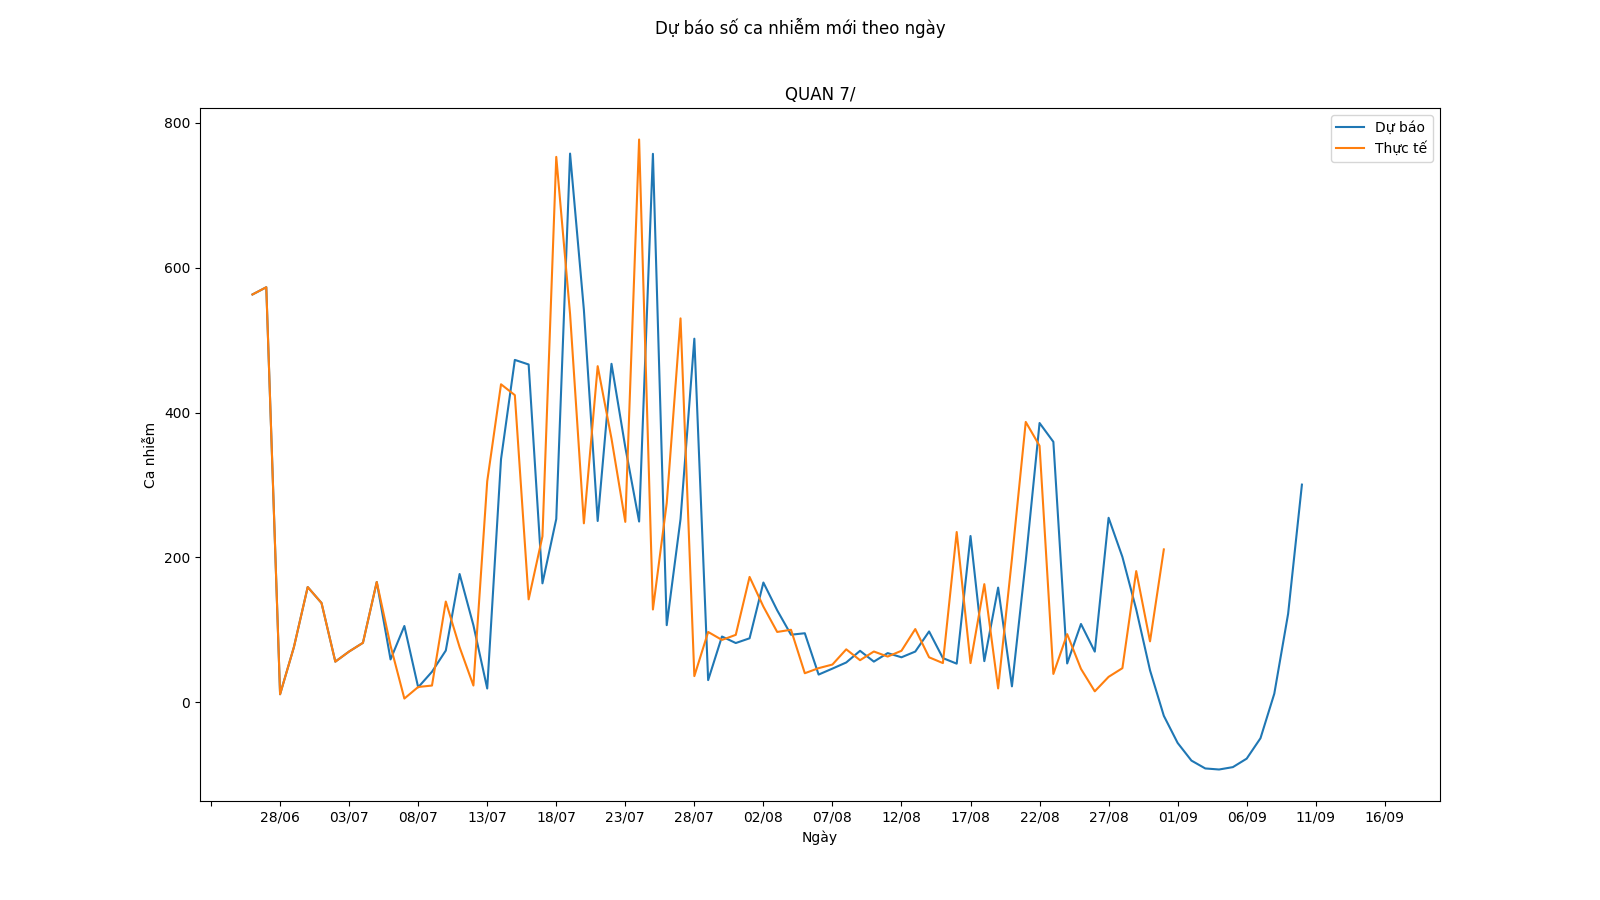 Dự báo số ca nhiễm mới theo ngày
QUAN 7/
Dự báo
Thực tế
800
600
400
200
0
Ca nhiễm
28/06 03/07 08/07 13/07 18/07 23/07 28/07 02/08 07/08 12/08 17/08 22/08 27/08 01/09 06/09 11/09 16/09
Ngày